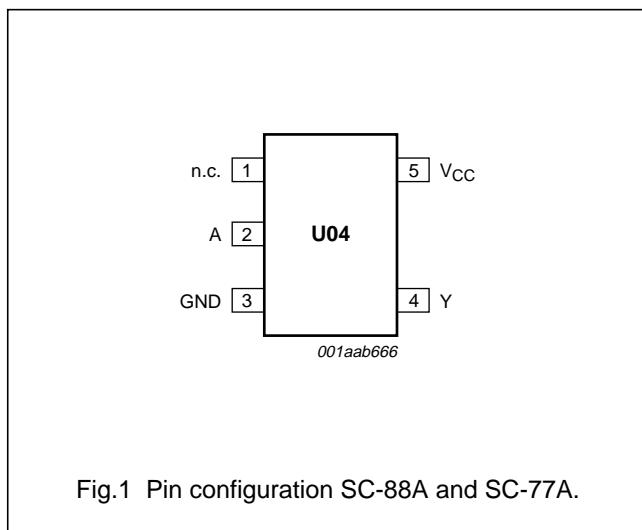 n.c. 1 5 VCC
A 2 U04
GND 3 4 Y
001aab666
Fig.1 Pin configuration SC-88A and SC-77A.